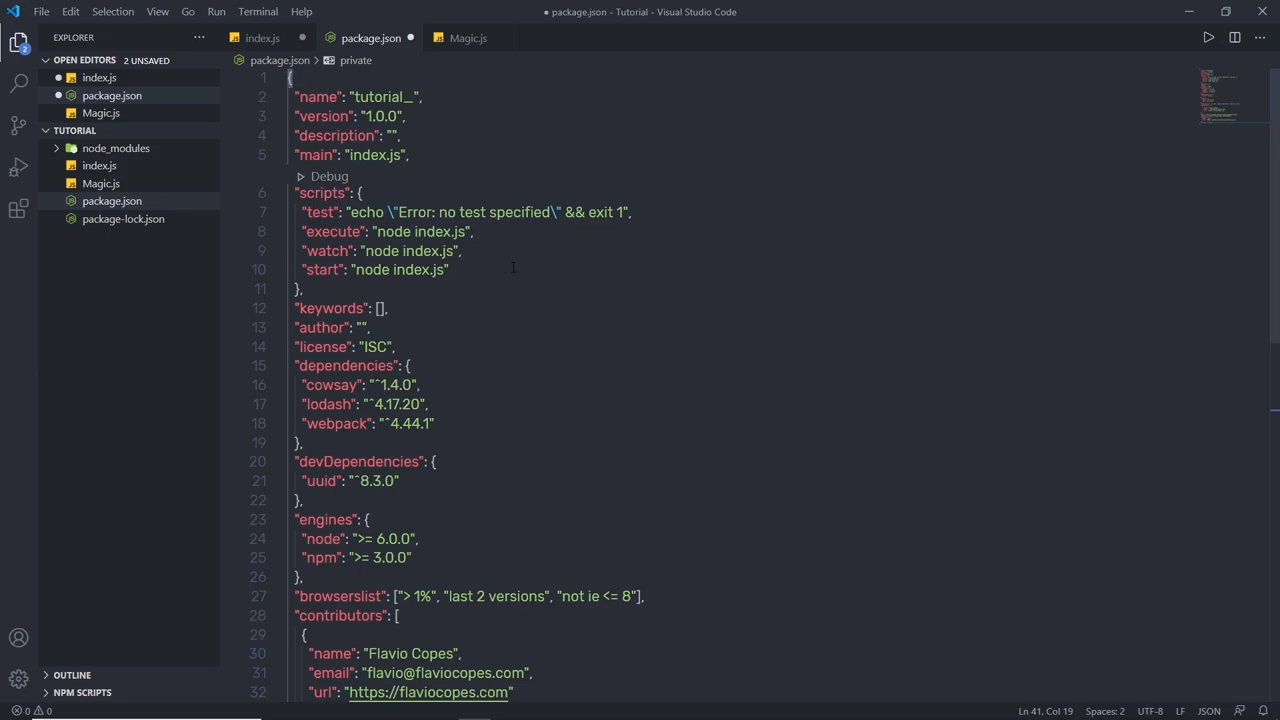 File Edit Selection View Go Run Terminal Help
● package.json - Tutorial - Visual Studio Code
EXPLORER ···
JS index.js ●
package.json ●
JS Magic.js
OPEN EDITORS 2 UNSAVED
● JS index.js
● package.json
JS Magic.js
TUTORIAL
node_modules
JS index.js
JS Magic.js
package.json
package-lock.json
OUTLINE
NPM SCRIPTS
2
package.json > private
1 {
2 "name": "tutorial_",
3 "version": "1.0.0",
4 "description": "",
5 "main": "index.js",
Debug
6 "scripts": {
7 "test": "echo \"Error: no test specified\" && exit 1",
8 "execute": "node index.js",
9 "watch": "node index.js",
10 "start": "node index.js"
11 },
12 "keywords": [],
13 "author": "",
14 "license": "ISC",
15 "dependencies": {
16 "cowsay": "^1.4.0",
17 "lodash": "^4.17.20",
18 "webpack": "^4.44.1"
19 },
20 "devDependencies": {
21 "uuid": "^8.3.0"
22 },
23 "engines": {
24 "node": ">= 6.0.0",
25 "npm": ">= 3.0.0"
26 },
27 "browserslist": ["> 1%", "last 2 versions", "not ie <= 8"],
28 "contributors": [
29 {
30 "name": "Flavio Copes",
31 "email": "flavio@flaviocopes.com",
32 "url": "https://flaviocopes.com"
0 0
Ln 41, Col 19 Spaces: 2 UTF-8 LF JSON